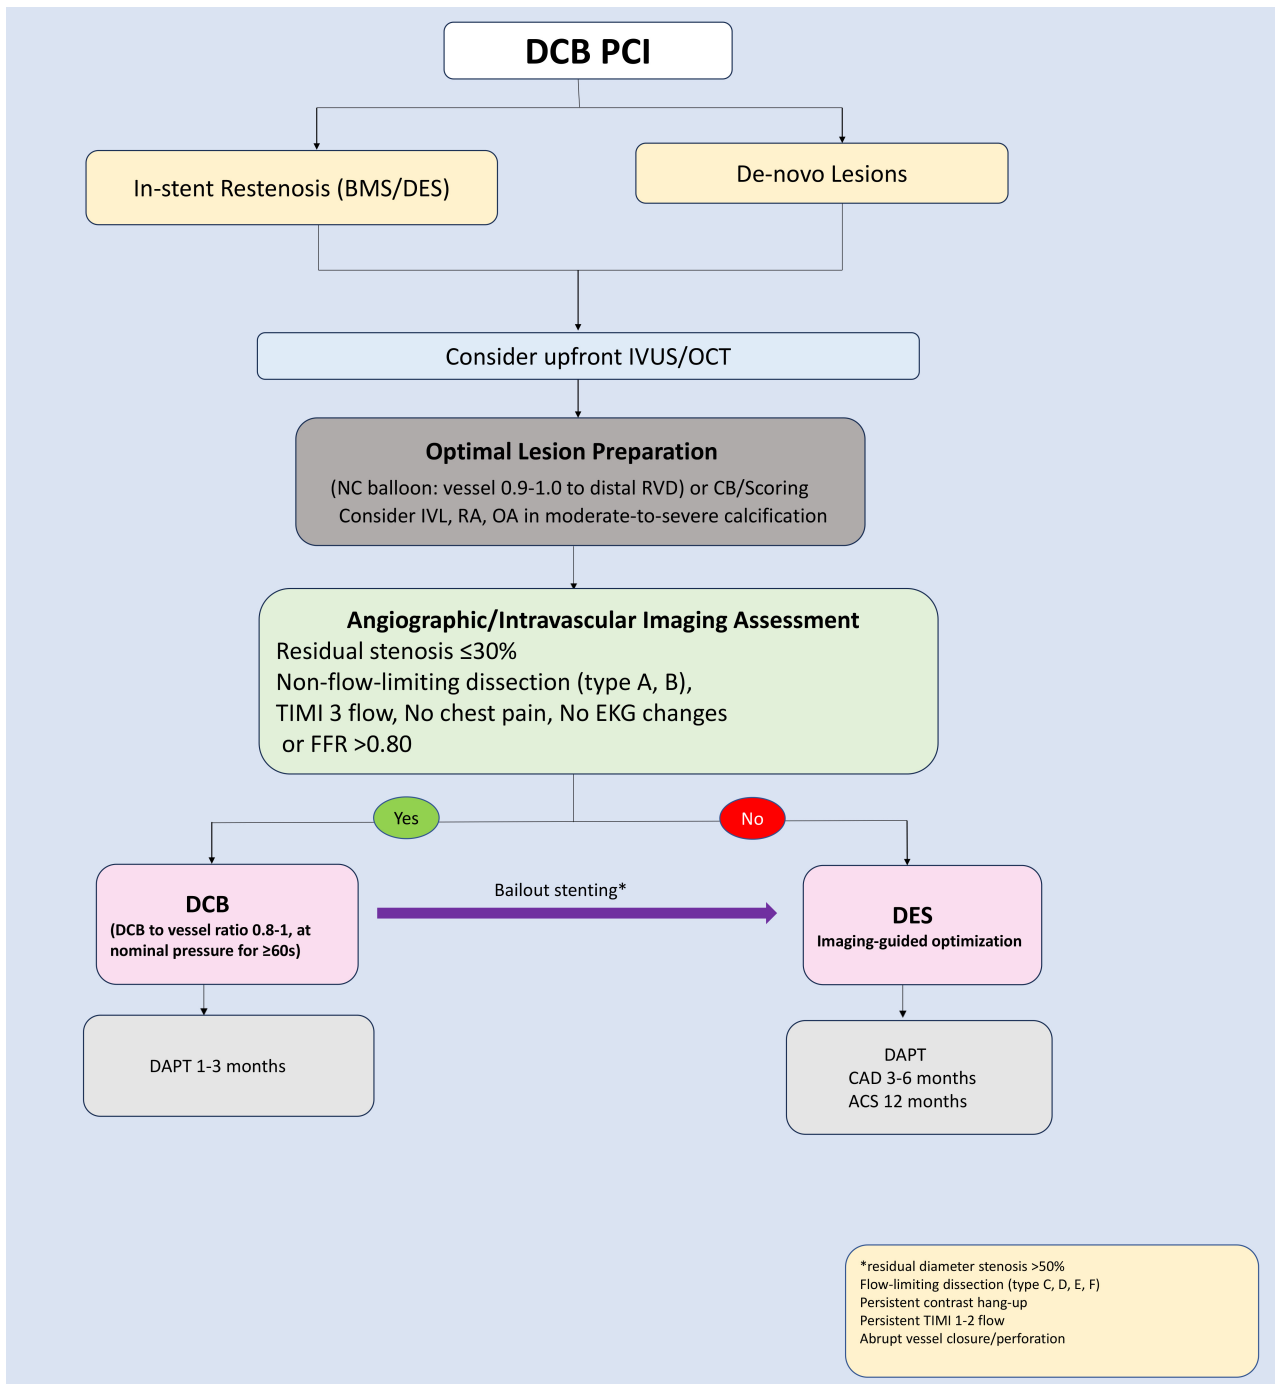 DCB PCI
In-stent Restenosis (BMS/DES)
De-novo Lesions
Consider upfront IVUS/OCT
Optimal Lesion Preparation
(NC balloon: vessel 0.9-1.0 to distal RVD) or CB/Scoring
Consider IVL, RA, OA in moderate-to-severe calcification
Angiographic/Intravascular Imaging Assessment
Residual stenosis ≤30%
Non-flow-limiting dissection (type A, B),
TIMI 3 flow, No chest pain, No EKG changes
or FFR >0.80
Yes
No
DCB
(DCB to vessel ratio 0.8-1, at
nominal pressure for ≥60s)
Bailout stenting*
DES
Imaging-guided optimization
DAPT 1-3 months
DAPT
CAD 3-6 months
ACS 12 months
*residual diameter stenosis >50%
Flow-limiting dissection (type C, D, E, F)
Persistent contrast hang-up
Persistent TIMI 1-2 flow
Abrupt vessel closure/perforation